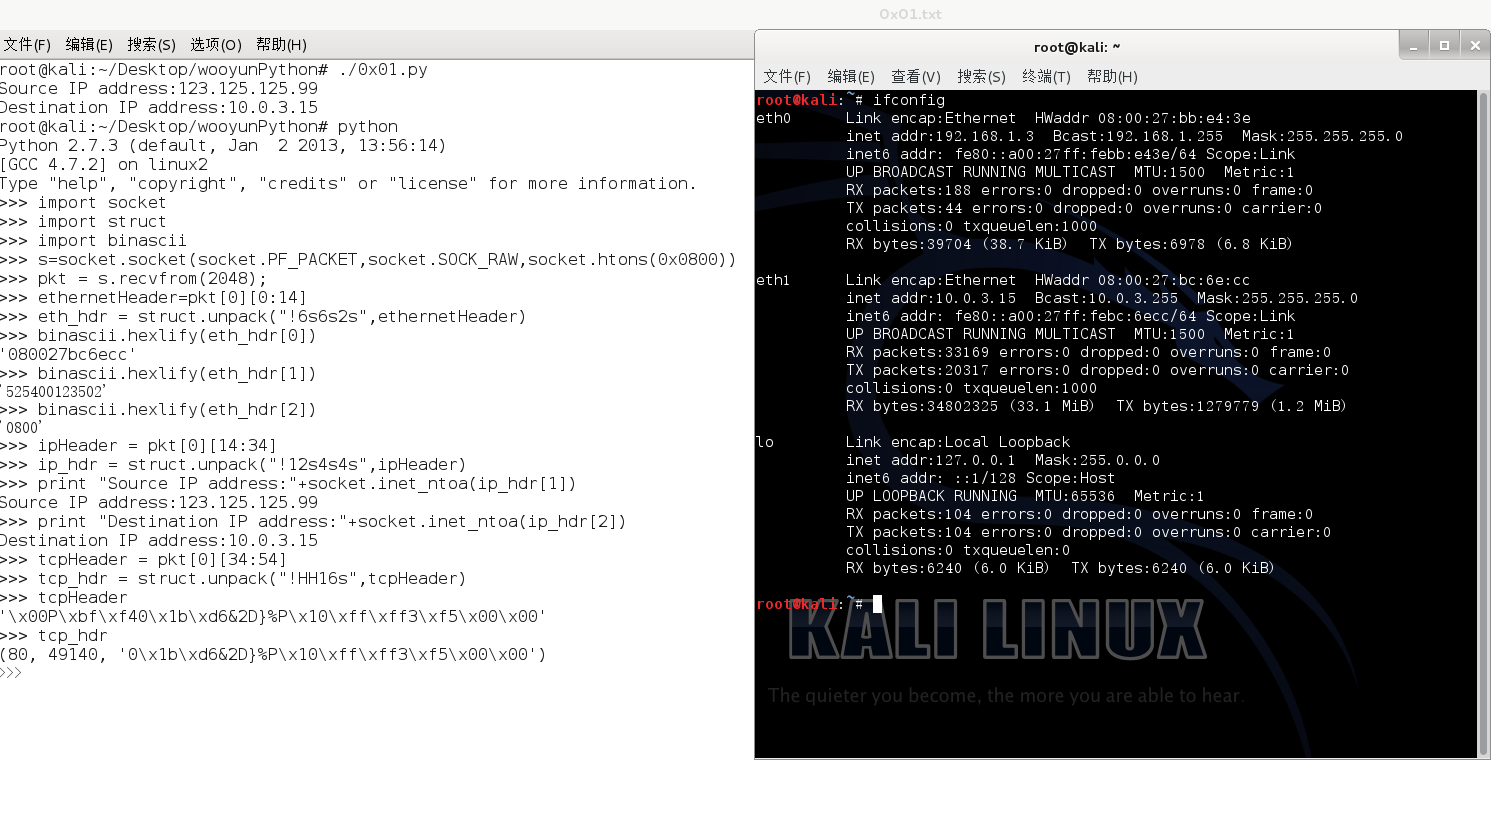 0x01.txt
文件(F) 编辑(E) 搜索(S) 选项(O) 帮助(H)
root@kali:~/Desktop/wooyunPython# ./0x01.py
Source IP address:123.125.125.99
Destination IP address:10.0.3.15
root@kali:~/Desktop/wooyunPython# python
Python 2.7.3 (default, Jan  2 2013, 13:56:14)
[GCC 4.7.2] on linux2
Type "help", "copyright", "credits" or "license" for more information.
>>> import socket
>>> import struct
>>> import binascii
>>> s=socket.socket(socket.PF_PACKET,socket.SOCK_RAW,socket.htons(0x0800))
>>> pkt = s.recvfrom(2048);
>>> ethernetHeader=pkt[0][0:14]
>>> eth_hdr = struct.unpack("!6s6s2s",ethernetHeader)
>>> binascii.hexlify(eth_hdr[0])
'080027bc6ecc'
>>> binascii.hexlify(eth_hdr[1])
'525400123502'
>>> binascii.hexlify(eth_hdr[2])
'0800'
>>> ipHeader = pkt[0][14:34]
>>> ip_hdr = struct.unpack("!12s4s4s",ipHeader)
>>> print "Source IP address:"+socket.inet_ntoa(ip_hdr[1])
Source IP address:123.125.125.99
>>> print "Destination IP address:"+socket.inet_ntoa(ip_hdr[2])
Destination IP address:10.0.3.15
>>> tcpHeader = pkt[0][34:54]
>>> tcp_hdr = struct.unpack("!HH16s",tcpHeader)
>>> tcpHeader
'\x00P\xbf\xf40\x1b\xd6&2D}%P\x10\xff\xff3\xf5\x00\x00'
>>> tcp_hdr
(80, 49140, '0\x1b\xd6&2D}%P\x10\xff\xff3\xf5\x00\x00')
>>>
root@kali: ~
文件(F) 编辑(E) 查看(V) 搜索(S) 终端(T) 帮助(H)
root@kali:~# ifconfig
eth0      Link encap:Ethernet  HWaddr 08:00:27:bb:e4:3e
inet addr:192.168.1.3  Bcast:192.168.1.255  Mask:255.255.255.0
inet6 addr: fe80::a00:27ff:febb:e43e/64 Scope:Link
UP BROADCAST RUNNING MULTICAST  MTU:1500  Metric:1
RX packets:188 errors:0 dropped:0 overruns:0 frame:0
TX packets:44 errors:0 dropped:0 overruns:0 carrier:0
collisions:0 txqueuelen:1000
RX bytes:39704 (38.7 KiB)  TX bytes:6978 (6.8 KiB)
eth1      Link encap:Ethernet  HWaddr 08:00:27:bc:6e:cc
inet addr:10.0.3.15  Bcast:10.0.3.255  Mask:255.255.255.0
inet6 addr: fe80::a00:27ff:febc:6ecc/64 Scope:Link
UP BROADCAST RUNNING MULTICAST  MTU:1500  Metric:1
RX packets:33169 errors:0 dropped:0 overruns:0 frame:0
TX packets:20317 errors:0 dropped:0 overruns:0 carrier:0
collisions:0 txqueuelen:1000
RX bytes:34802325 (33.1 MiB)  TX bytes:1279779 (1.2 MiB)
lo        Link encap:Local Loopback
inet addr:127.0.0.1  Mask:255.0.0.0
inet6 addr: ::1/128 Scope:Host
UP LOOPBACK RUNNING  MTU:65536  Metric:1
RX packets:104 errors:0 dropped:0 overruns:0 frame:0
TX packets:104 errors:0 dropped:0 overruns:0 carrier:0
collisions:0 txqueuelen:0
RX bytes:6240 (6.0 KiB)  TX bytes:6240 (6.0 KiB)
root@kali:~#
KALI LINUX
The quieter you become, the more you are able to hear.